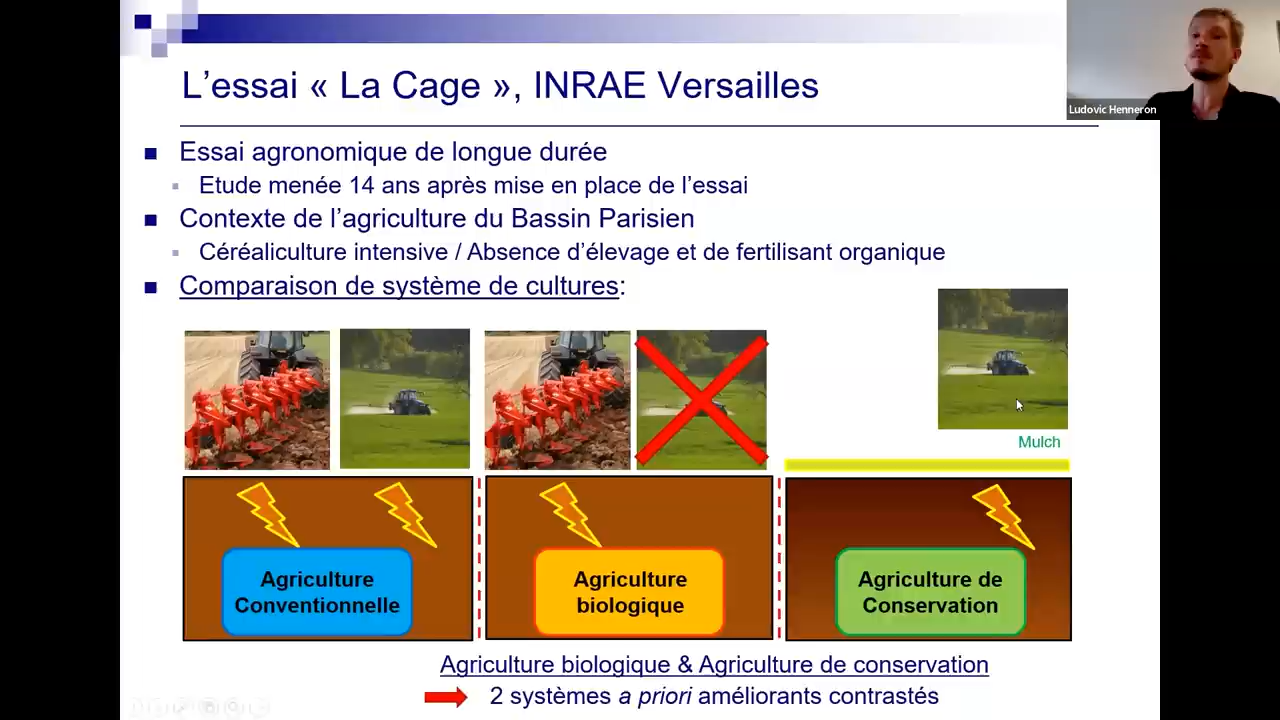 L'essai « La Cage », INRAE Versailles
Ludovic Henneron
Essai agronomique de longue durée
Etude menée 14 ans après mise en place de l'essai
Contexte de l'agriculture du Bassin Parisien
Céréaliculture intensive / Absence d'élevage et de fertilisant organique
Comparaison de système de cultures:
Mulch
Agriculture
Conventionnelle
Agriculture
biologique
Agriculture de
Conservation
Agriculture biologique & Agriculture de conservation
2 systèmes a priori améliorants contrastés